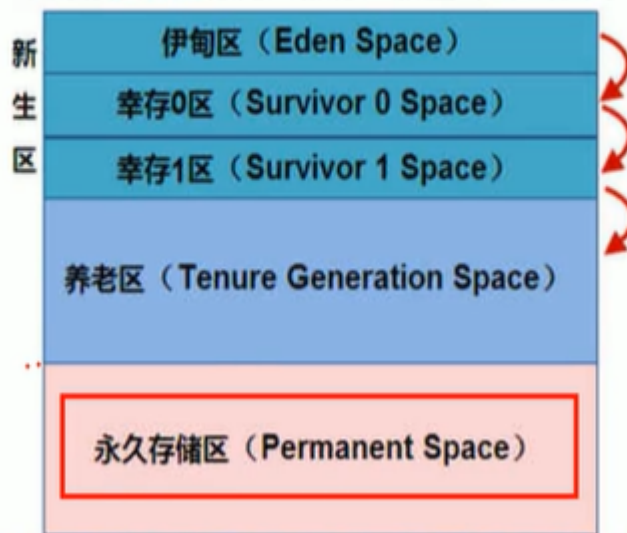 新生区
伊甸区（Eden Space）
幸存0区（Survivor 0 Space）
幸存1区（Survivor 1 Space）
养老区（Tenure Generation Space）
永久存储区（Permanent Space）